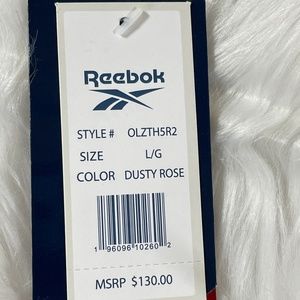 Reebok
STYLE # OLZTH5R2
SIZE L/G
COLOR DUSTY ROSE
1 96096 10260 2
MSRP $130.00